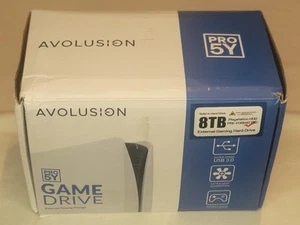 AVOLUSION
PRO
5Y
AVOLUSION
8TB
External Gaming Hard Drive
USB 3.0
PRO
5Y
GAME
DRIVE